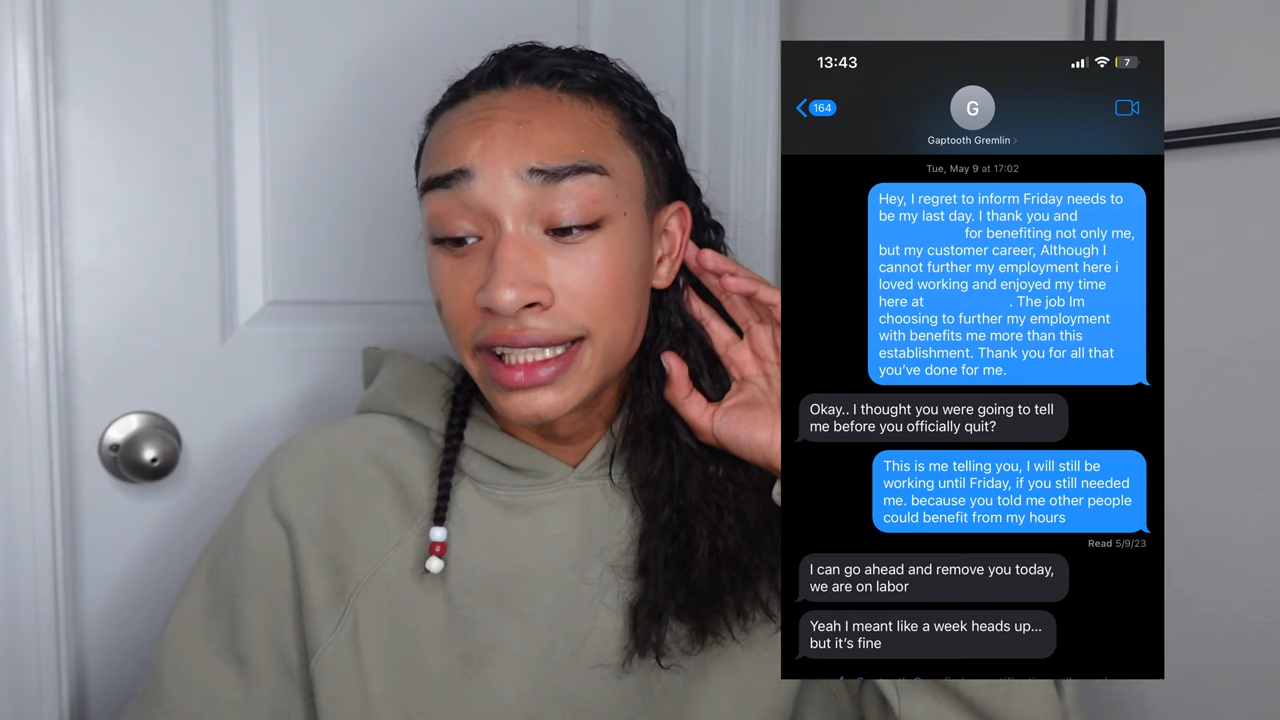 13:43
7
164
G
Gaptooth Gremlin
Tue, May 9 at 17:02
Hey, I regret to inform Friday needs to
be my last day. I thank you and
for benefiting not only me,
but my customer career, Although I
cannot further my employment here i
loved working and enjoyed my time
here at . The job Im
choosing to further my employment
with benefits me more than this
establishment. Thank you for all that
you've done for me.
Okay.. I thought you were going to tell
me before you officially quit?
This is me telling you, I will still be
working until Friday, if you still needed
me. because you told me other people
could benefit from my hours
Read 5/9/23
I can go ahead and remove you today,
we are on labor
Yeah I meant like a week heads up...
but it's fine